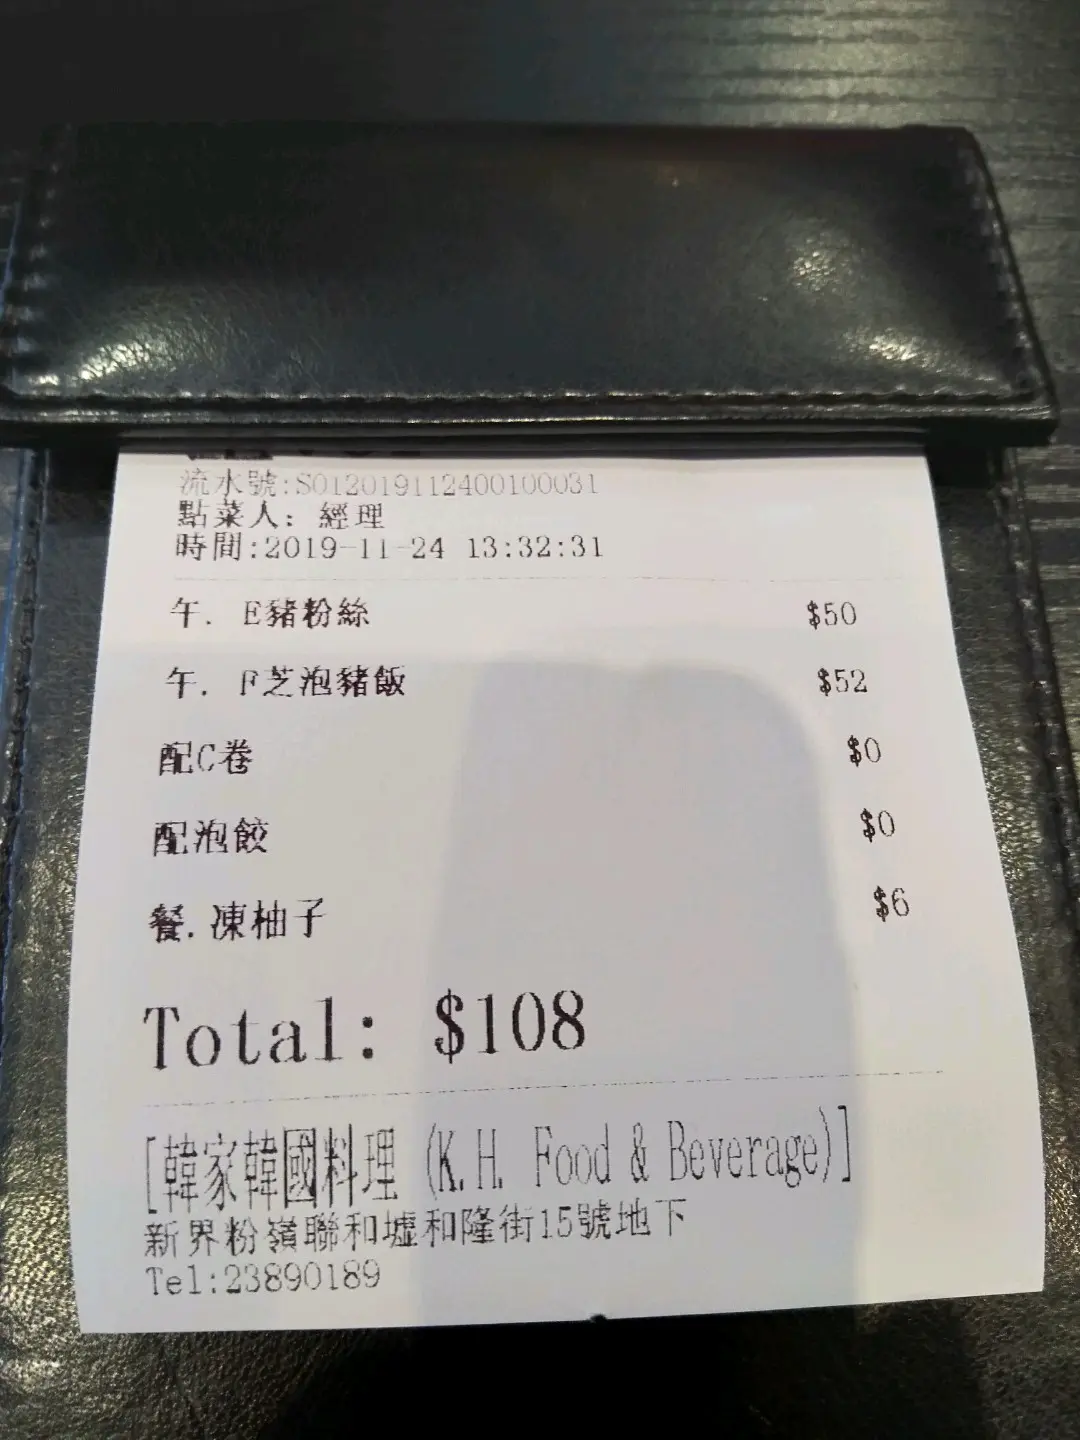 流水號:S012019112400100031
點菜人: 經理
時間:2019-11-24 13:32:31
午. E豬粉絲 $50
午. F芝泡豬飯 $52
配C卷 $0
配泡餃 $0
餐.凍柚子 $6
Total: $108
[韓家韓國料理 (K.H. Food & Beverage)]
新界粉嶺聯和墟和隆街15號地下
Tel:23890189